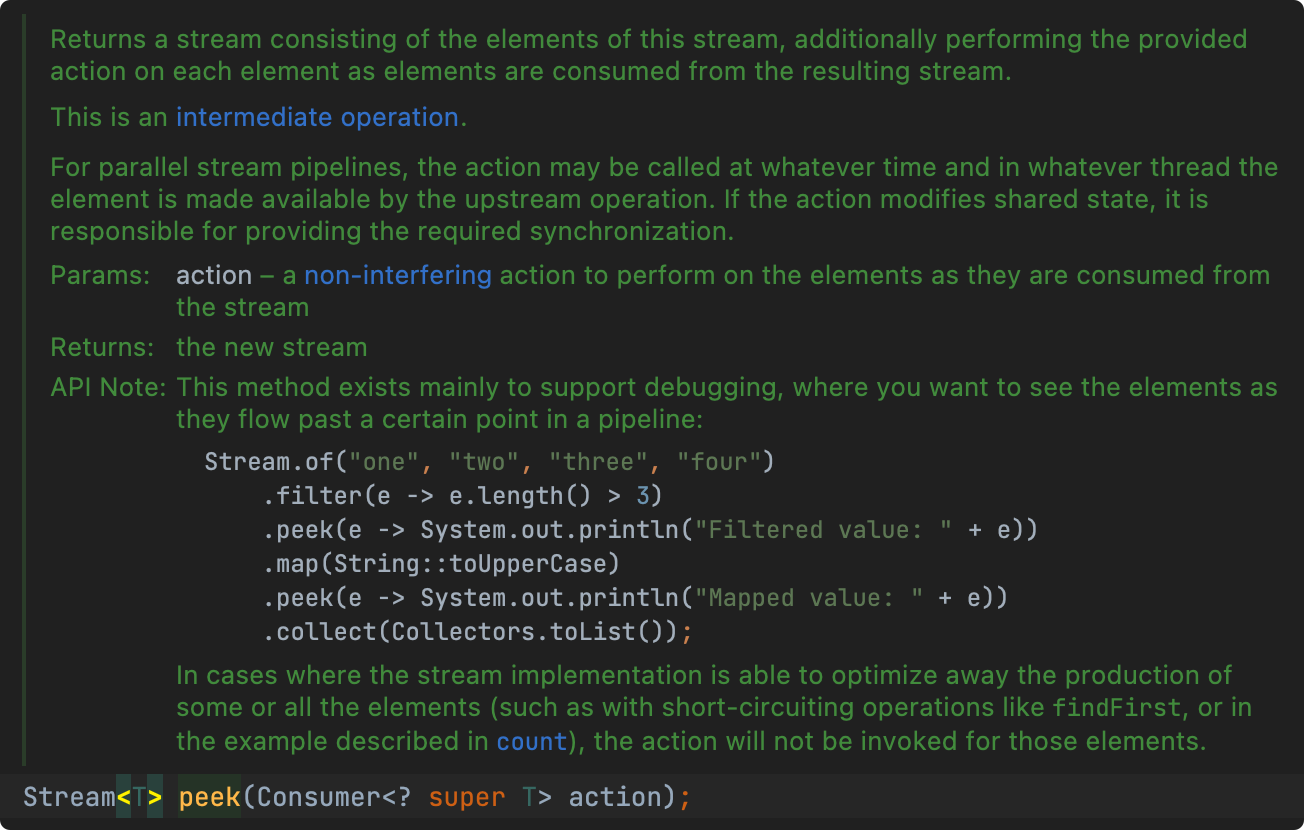 Returns a stream consisting of the elements of this stream, additionally performing the provided
action on each element as elements are consumed from the resulting stream.
This is an intermediate operation.
For parallel stream pipelines, the action may be called at whatever time and in whatever thread the
element is made available by the upstream operation. If the action modifies shared state, it is
responsible for providing the required synchronization.
Params: action – a non-interfering action to perform on the elements as they are consumed from
the stream
Returns: the new stream
API Note: This method exists mainly to support debugging, where you want to see the elements as
they flow past a certain point in a pipeline:
Stream.of("one", "two", "three", "four")
    .filter(e -> e.length() > 3)
    .peek(e -> System.out.println("Filtered value: " + e))
    .map(String::toUpperCase)
    .peek(e -> System.out.println("Mapped value: " + e))
    .collect(Collectors.toList());
In cases where the stream implementation is able to optimize away the production of
some or all the elements (such as with short-circuiting operations like findFirst, or in
the example described in count), the action will not be invoked for those elements.
Stream<T> peek(Consumer<? super T> action);